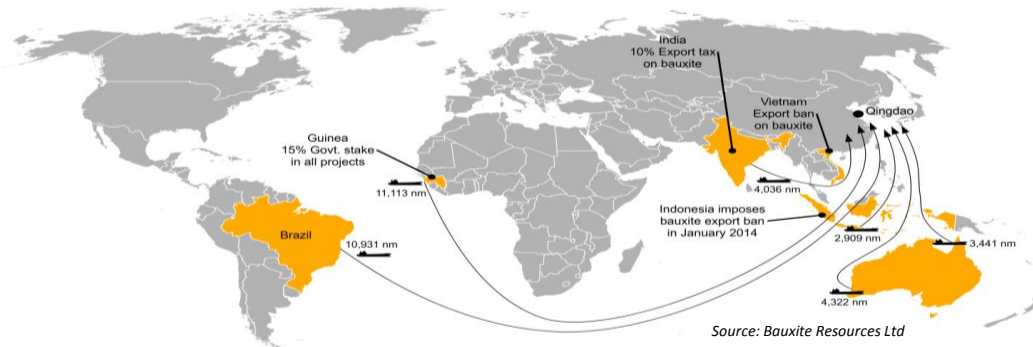 India
10% Export tax
on bauxite
Vietnam
Export ban
on bauxite
Qingdao
Guinea
15% Govt. stake
in all projects
11,113 nm
4,036 nm
Indonesia imposes
bauxite export ban
in January 2014
Brazil
10,931 nm
2,909 nm
3,441 nm
4,322 nm
Source: Bauxite Resources Ltd